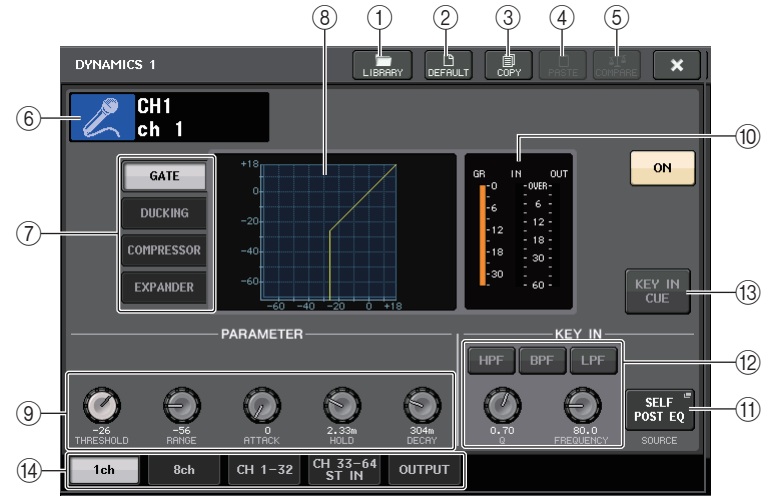 ① ② ③ ④ ⑤
⑧
DYNAMICS 1
LIBRARY
DEFAULT
COPY
PASTE
COMPARE
×
⑥
CH1
ch 1
⑦
GATE
DUCKING
COMPRESSOR
EXPANDER
+18
0
-20
-40
-60
-60 -40 -20 0 +18
⑩
GR IN OUT
0
6
12
18
30
OVER
6
12
18
30
60
ON
KEY IN
CUE
⑬
PARAMETER
KEY IN
HPF BPF LPF
⑫
⑨
-26
THRESHOLD
-56
RANGE
0
ATTACK
2.33m
HOLD
304m
DECAY
0.70
Q
80.0
FREQUENCY
SELF
POST EQ
SOURCE
⑪
⑭
1ch
8ch
CH 1-32
CH 33-64
ST IN
OUTPUT